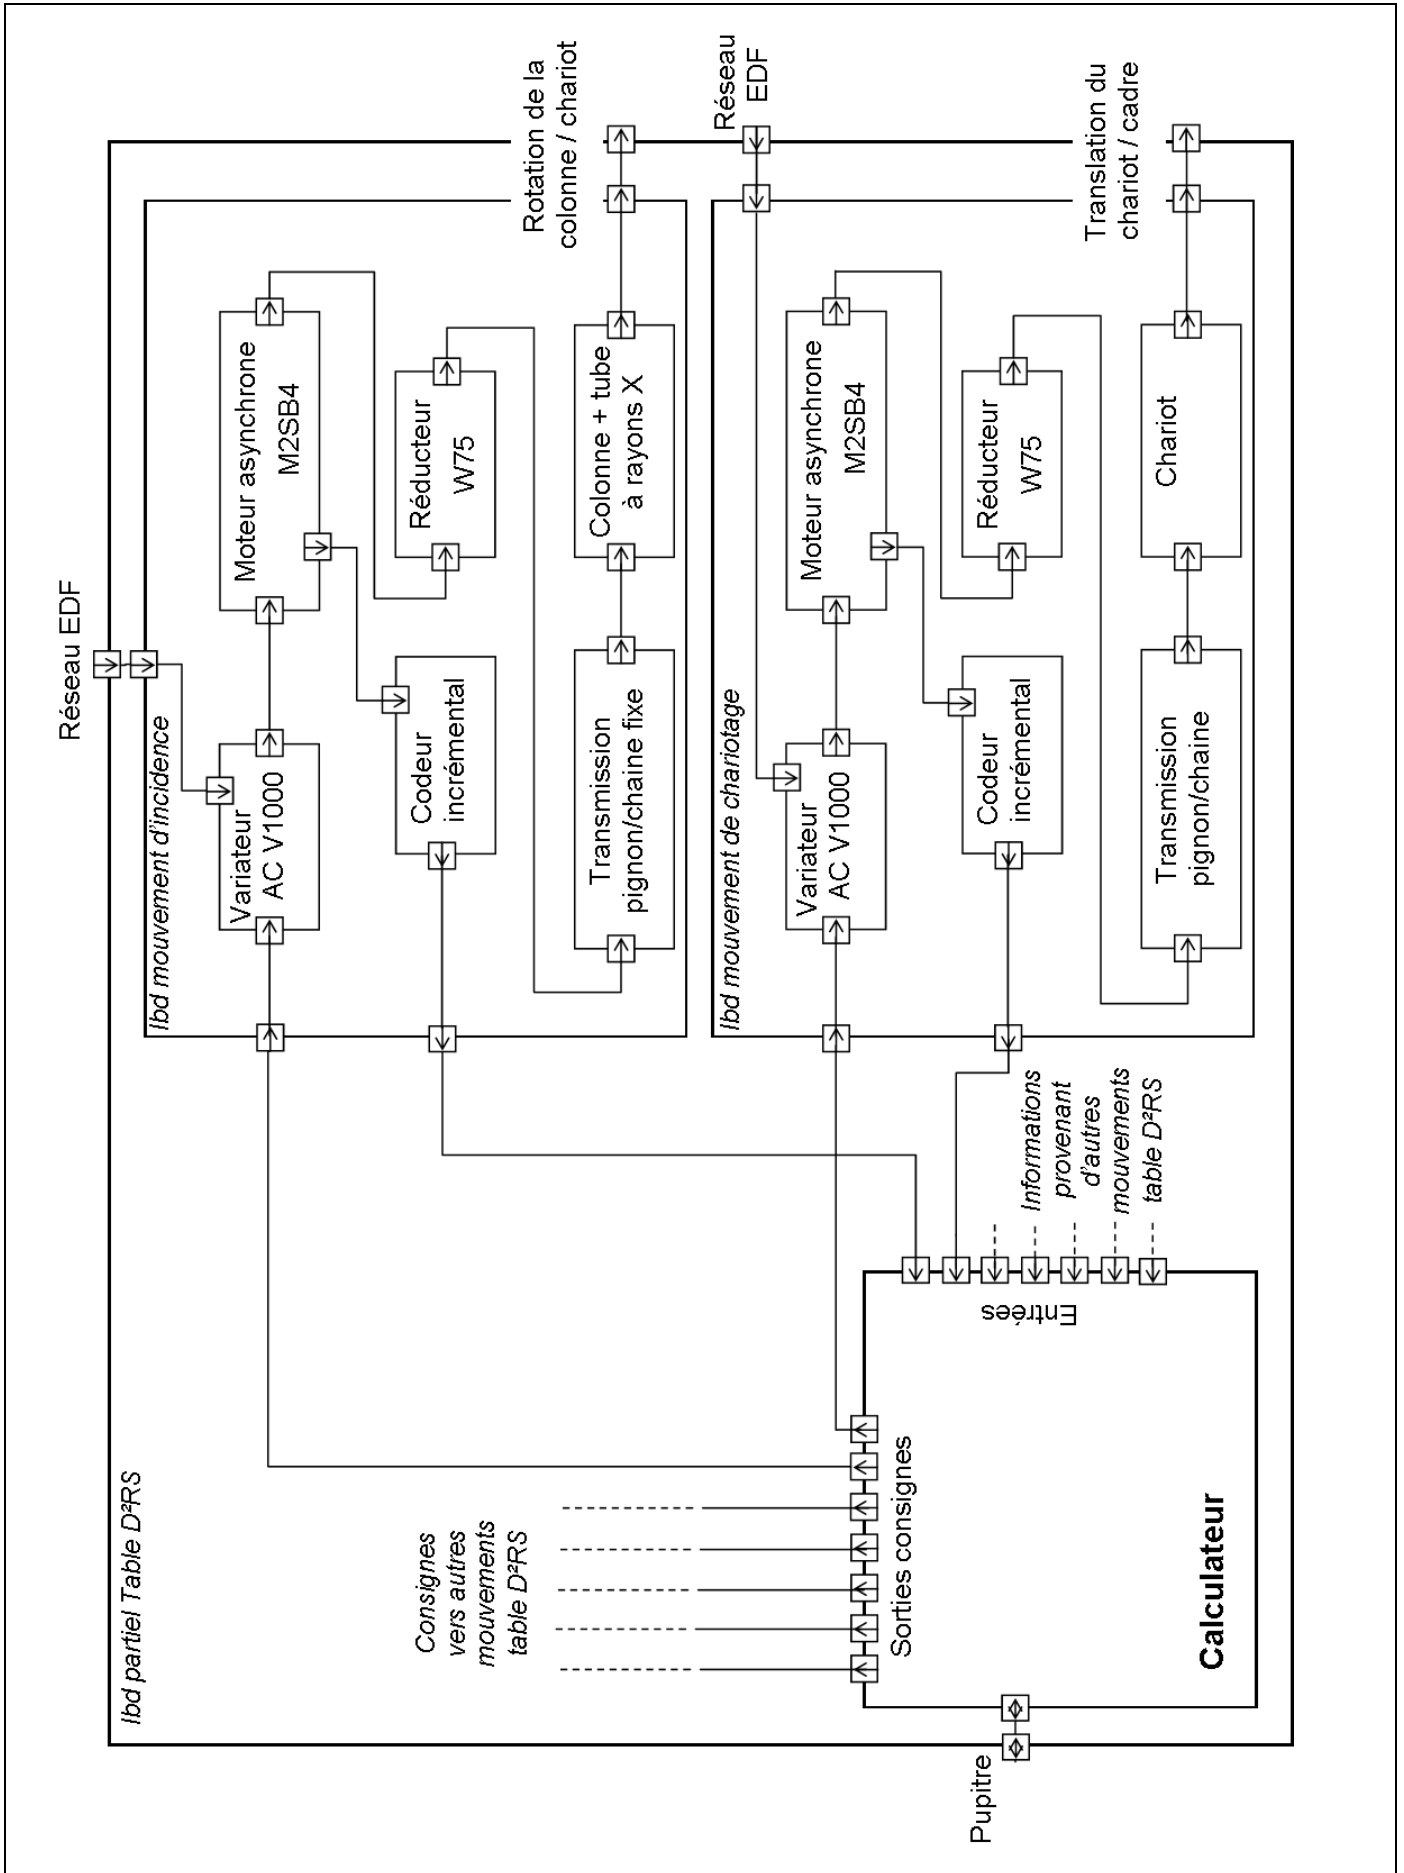 Ibd partiel Table D²RS
Réseau EDF
Ibd mouvement d'incidence
Variateur
AC V1000
Moteur asynchrone
M2SB4
Codeur
incrémental
Réducteur
W75
Transmission
pignon/chaine fixe
Colonne + tube
à rayons X
Rotation de la
colonne / chariot
Réseau
EDF
Ibd mouvement de chariotage
Variateur
AC V1000
Moteur asynchrone
M2SB4
Codeur
incrémental
Réducteur
W75
Transmission
pignon/chaine
Chariot
Translation du
chariot / cadre
Consignes
vers autres
mouvements
table D²RS
Sorties consignes
Entrées
Informations
provenant
d'autres
mouvements
table D²RS
Calculateur
Pupitre